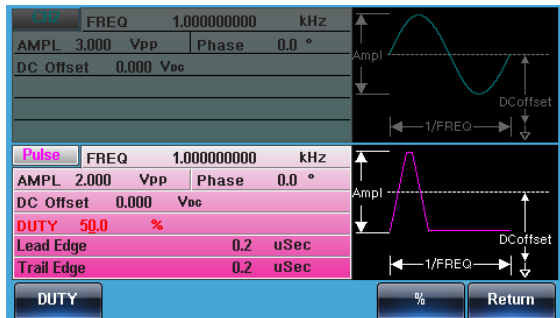 CH2 FREQ 1.000000000 kHz
AMPL 3.000 Vpp Phase 0.0 °
DC Offset 0.000 VDC
Ampl
DCoffset
1/FREQ
Pulse FREQ 1.000000000 kHz
AMPL 2.000 Vpp Phase 0.0 °
DC Offset 0.000 VDC
DUTY 50.0 %
Lead Edge 0.2 uSec
Trail Edge 0.2 uSec
Ampl
DCoffset
1/FREQ
DUTY % Return